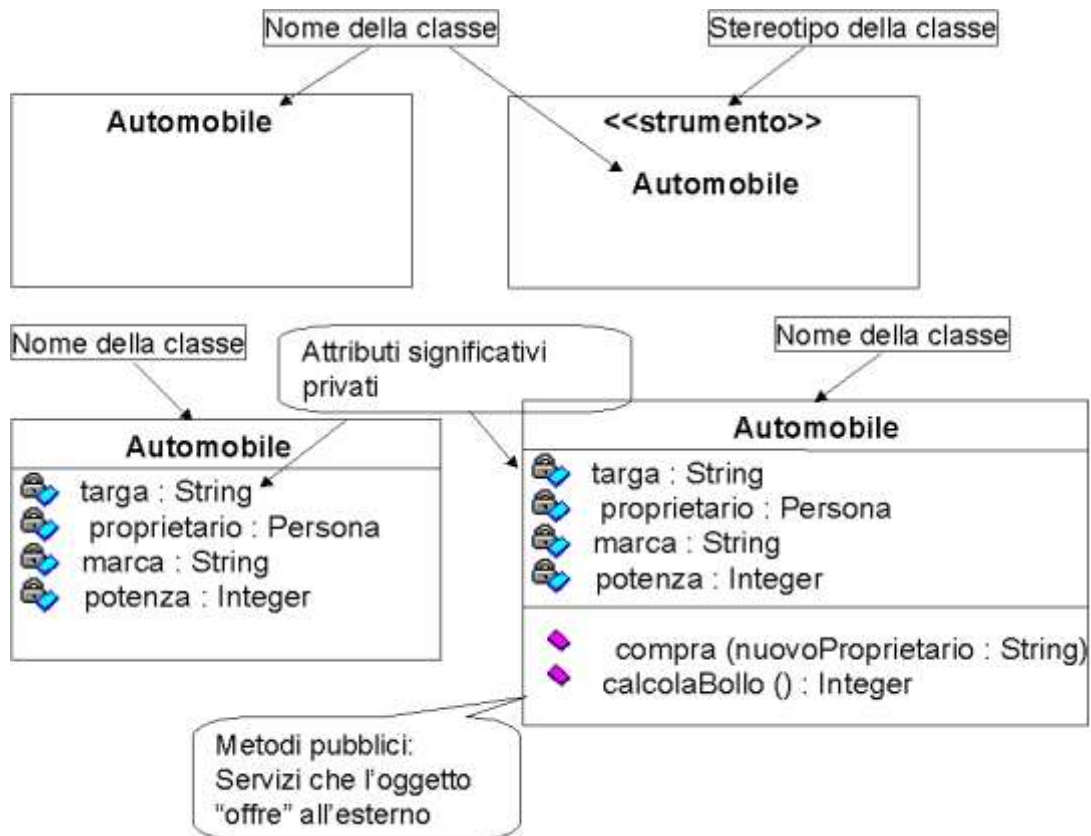 Nome della classe
Stereotipo della classe
Automobile
<<strumento>>
Automobile
Nome della classe
Attributi significativi
privati
Nome della classe
Automobile
targa : String
proprietario : Persona
marca : String
potenza : Integer
Automobile
targa : String
proprietario : Persona
marca : String
potenza : Integer
compra (nuovoProprietario : String)
calcolaBollo () : Integer
Metodi pubblici:
Servizi che l'oggetto
“offre” all'esterno